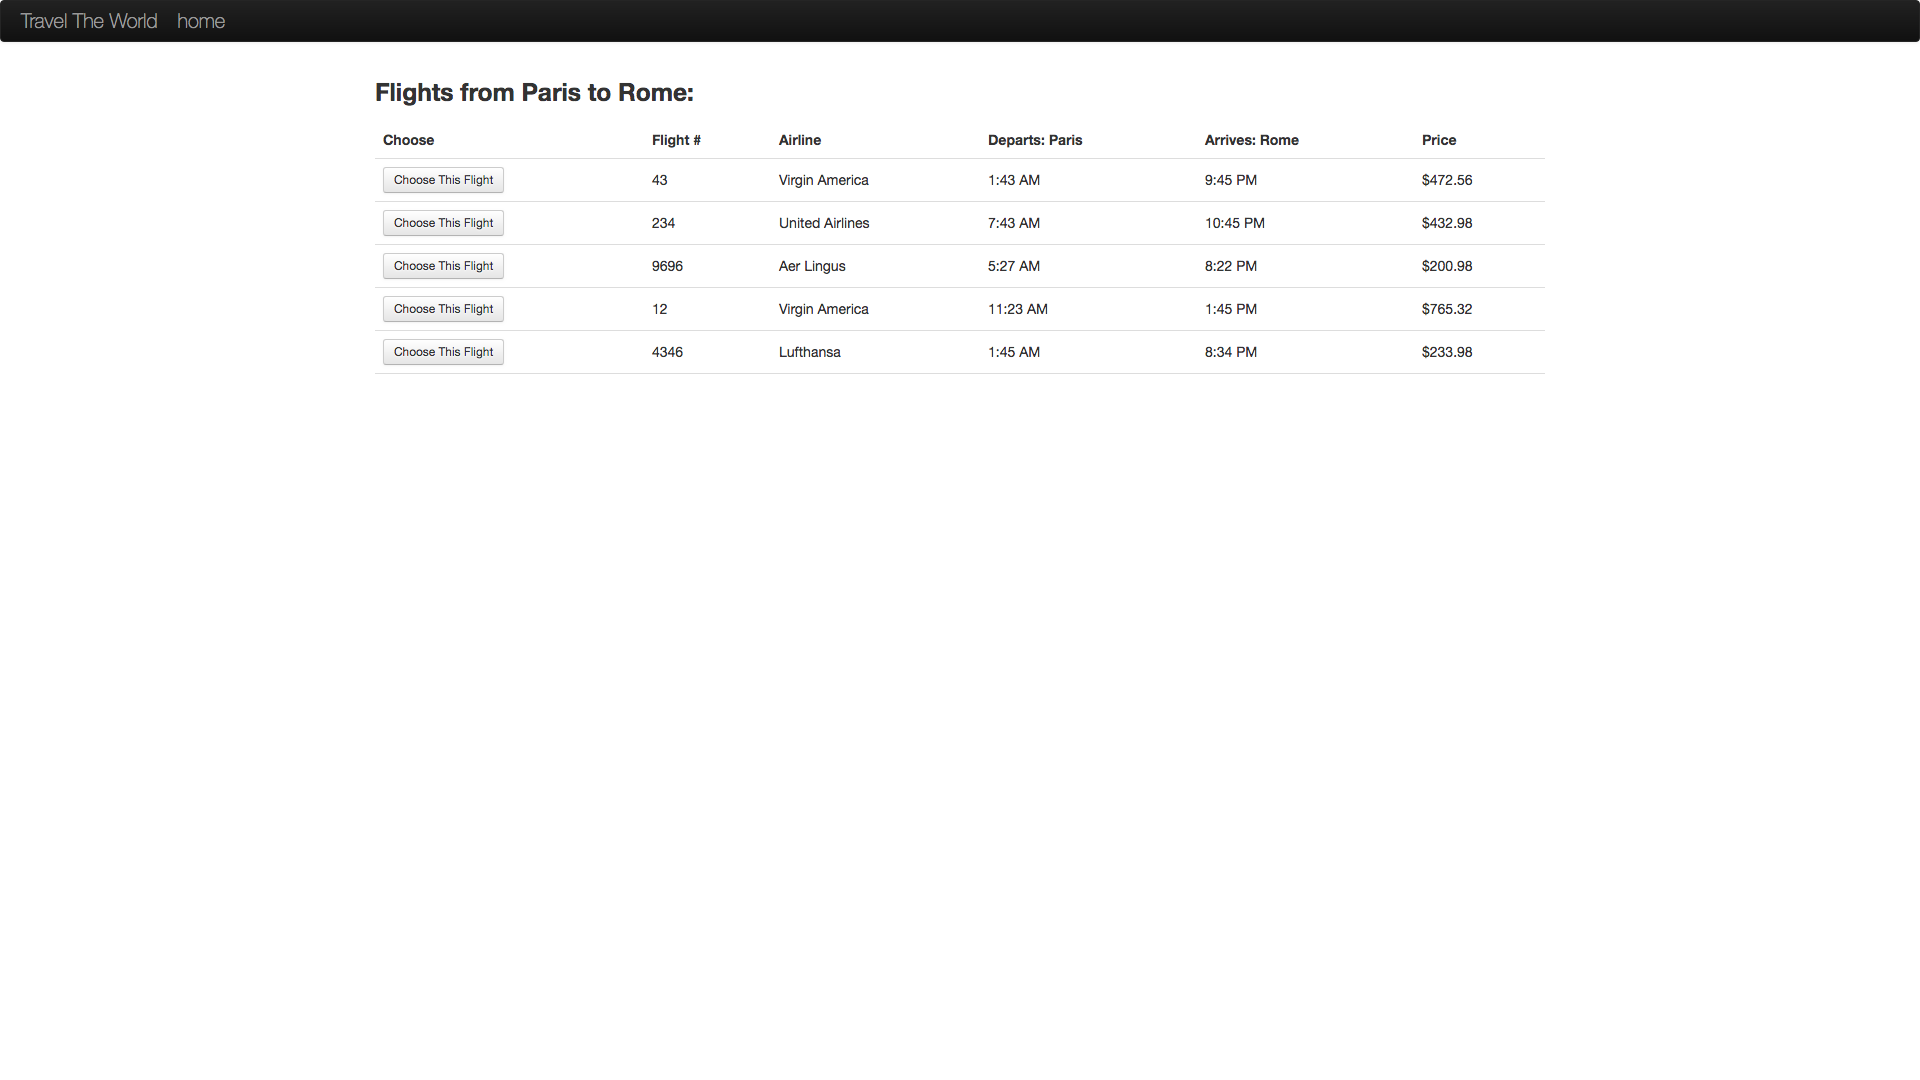 Travel The World home
Flights from Paris to Rome:
Choose Flight # Airline Departs: Paris Arrives: Rome Price
Choose This Flight 43 Virgin America 1:43 AM 9:45 PM $472.56
Choose This Flight 234 United Airlines 7:43 AM 10:45 PM $432.98
Choose This Flight 9696 Aer Lingus 5:27 AM 8:22 PM $200.98
Choose This Flight 12 Virgin America 11:23 AM 1:45 PM $765.32
Choose This Flight 4346 Lufthansa 1:45 AM 8:34 PM $233.98